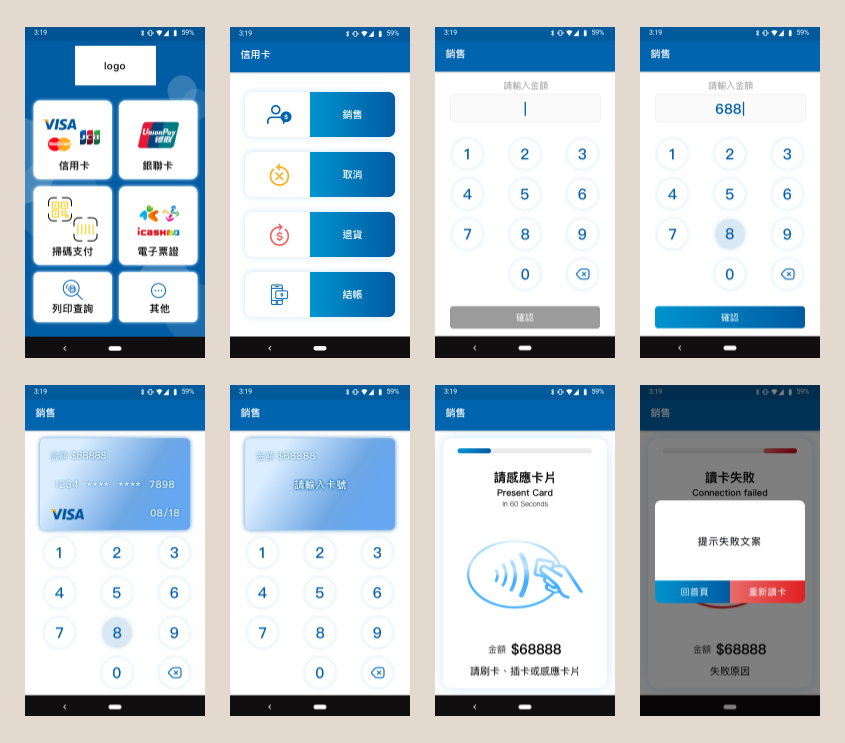 3:19 59%
logo
VISA
MasterCard
JCB
信用卡
UnionPay
银联
銀聯卡
掃碼支付
icash2.0
電子票證
列印查詢
其他
3:19 59%
信用卡
$
銷售
取消
$
退貨
$
結帳
3:19 59%
銷售
請輸入金額
1 2 3
4 5 6
7 8 9
0
確認
3:19 59%
銷售
請輸入金額
688
1 2 3
4 5 6
7 8 9
0
確認
3:19 59%
銷售
金額 $68888
1234 **** **** 7898
VISA 08/18
1 2 3
4 5 6
7 8 9
0
3:19 59%
銷售
金額 $68888
請輸入卡號
1 2 3
4 5 6
7 8 9
0
3:19 59%
銷售
請感應卡片
Present Card
in 60 Seconds
金額 $68888
請刷卡、插卡或感應卡片
3:19 59%
銷售
讀卡失敗
Connection failed
提示失敗文案
回首頁 重新讀卡
金額 $68888
失敗原因